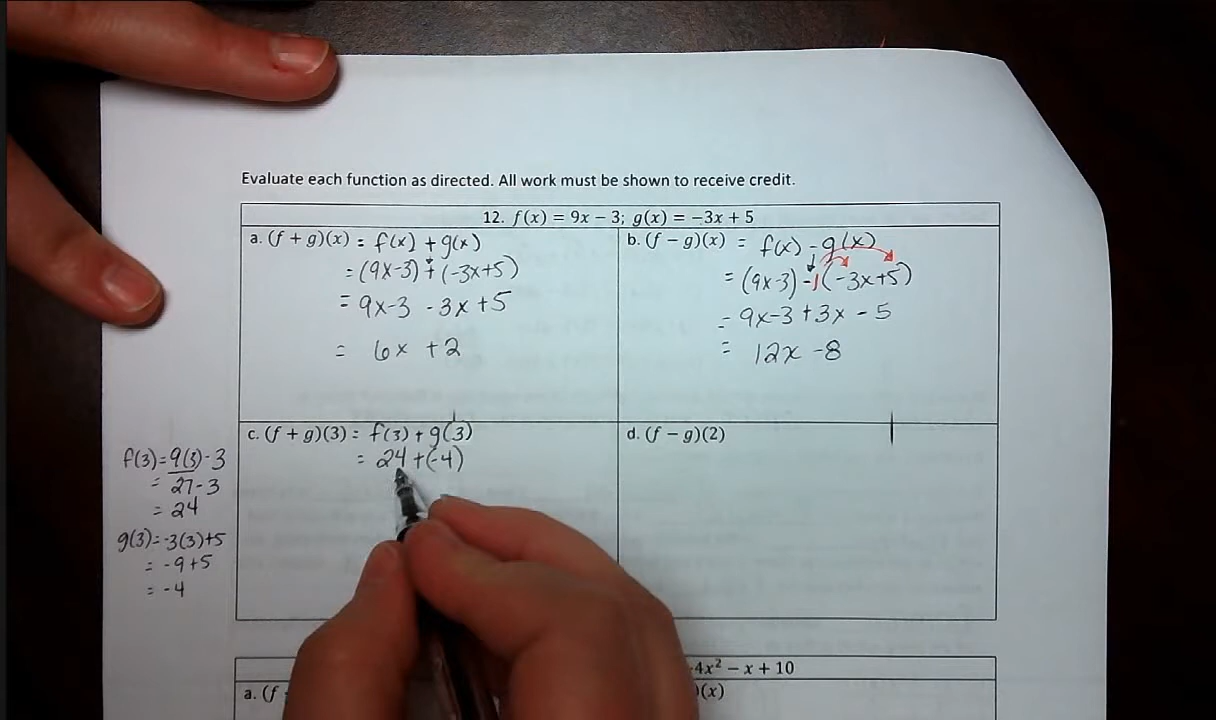 Evaluate each function as directed. All work must be shown to receive credit.
12. f(x) = 9x − 3; g(x) = −3x + 5
a. (f + g)(x) = f(x) + g(x)
= (9x-3) + (-3x+5)
= 9x-3 - 3x +5
= 6x +2
b. (f − g)(x) = f(x) - g(x)
= (9x-3) -1(-3x+5)
= 9x-3 +3x - 5
= 12x -8
f(3)=9(3)-3
= 27-3
= 24
g(3)=-3(3)+5
= -9+5
= -4
c. (f + g)(3) = f(3) + g(3)
= 24 +(-4)
d. (f − g)(2)
4x² − x + 10
a. (f
)(x)